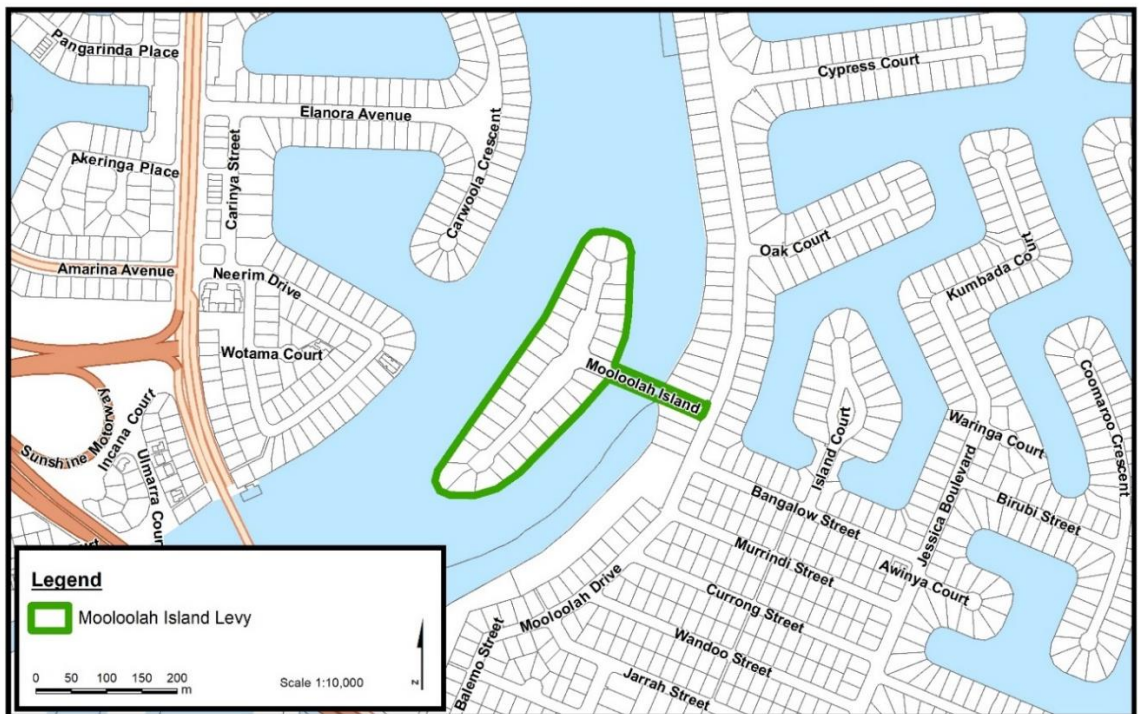 Pangarinda Place
Cypress Court
Elanora Avenue
Carwoola Crescent
Carinya Street
Akeringa Place
Oak Court
Kumbada Court
Amarina Avenue
Neerim Drive
Wotama Court
Mooloolah Island
Coomaroo Crescent
Sunshine Motorway
Incana Court
Ulmarra Court
Island Court
Waringa Court
Bangalow Street
Jessica Boulevard
Birubi Street
Murrindi Street
Awinya Court
Mooloolah Drive
Currong Street
Balemo Street
Wandoo Street
Jarrah Street
Legend
Mooloolah Island Levy
0 50 100 150 200
m
Scale 1:10,000
N